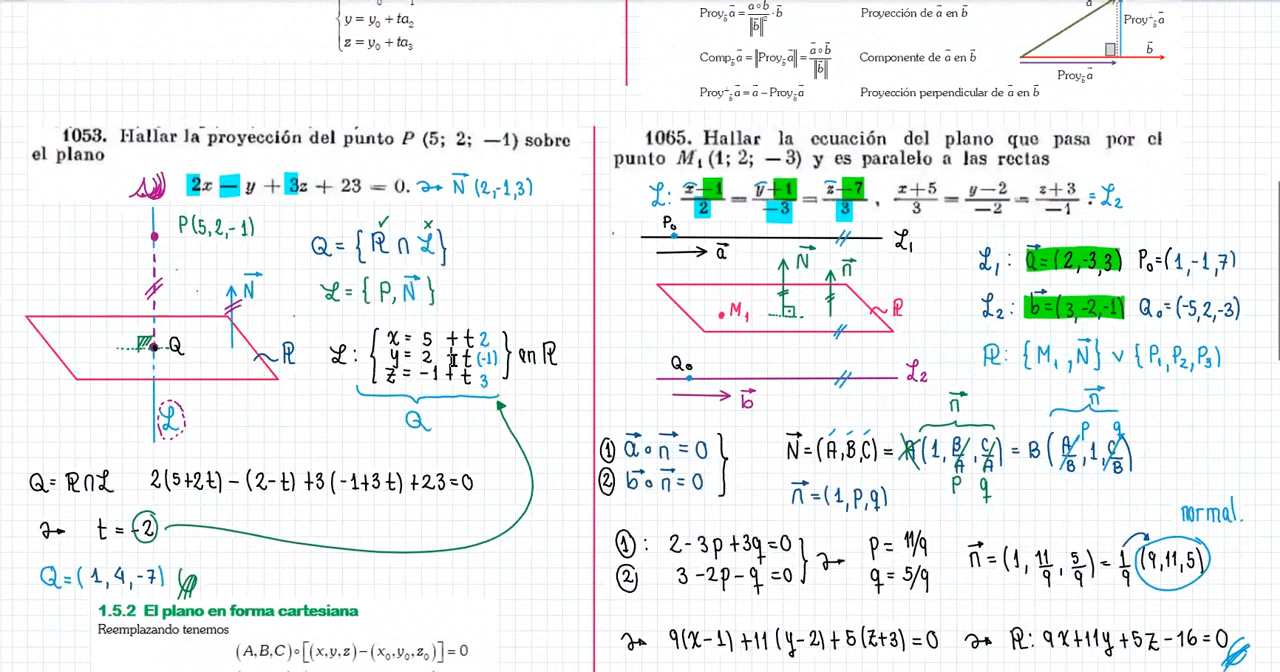 y = y₀ + ta₂
z = y₀ + ta₃
Proy_b a⃗ = (a⃗∘b⃗)/‖b⃗‖² · b⃗ Proyección de a⃗ en b⃗
Comp_b a⃗ = ‖Proy_b a⃗‖ = (a⃗∘b⃗)/‖b⃗‖ Componente de a⃗ en b⃗
Proy⊥_b a⃗ = a⃗ − Proy_b a⃗ Proyección perpendicular de a⃗ en b⃗
a⃗
Proy⊥_b a⃗
b⃗
Proy_b a⃗
1053. Hallar la proyección del punto P (5; 2; −1) sobre
el plano
2x − y + 3z + 23 = 0. N⃗ (2,-1,3)
P(5,2,-1)
Q = { ℝ ∩ ℒ }
ℒ = { P, N⃗ }
N⃗
Q
ℝ
ℒ
ℒ: { x = 5 + t 2
y = 2 + t (-1) } en ℝ
z = -1 + t 3
Q
Q = ℝ∩ℒ 2(5+2t) − (2−t) + 3(−1+3t) + 23 = 0
t = -2
Q = (1, 4, -7)
1.5.2 El plano en forma cartesiana
Reemplazando tenemos
(A,B,C)∘[(x,y,z)−(x₀,y₀,z₀)]=0
1065. Hallar la ecuación del plano que pasa por el
punto M₁ (1; 2; −3) y es paralelo a las rectas
ℒ: (x−1)/2 = (y+1)/−3 = (z−7)/3 , (x+5)/3 = (y−2)/−2 = (z+3)/−1 = ℒ₂
P₀
ℒ₁
a⃗
N⃗
n⃗
M₁
ℝ
Q₀
ℒ₂
b⃗
ℒ₁: a⃗ = (2,-3,3) P₀ = (1,-1,7)
ℒ₂: b⃗ = (3,-2,-1) Q₀ = (-5,2,-3)
ℝ: {M₁, N⃗} ∨ {P₁, P₂, P₃}
① a⃗ ∘ n⃗ = 0
② b⃗ ∘ n⃗ = 0
n⃗ n⃗
N⃗ = (A,B,C) = A(1, B/A, C/A) = B(A/B, 1, C/B)
p q p q
n⃗ = (1,p,q)
normal.
①: 2 − 3p + 3q = 0 p = 11/9
② 3 − 2p − q = 0 q = 5/9
n⃗ = (1, 11/9, 5/9) = 1/9 (9,11,5)
9(x−1) + 11(y−2) + 5(z+3) = 0 ℝ: 9x+11y+5z−16=0